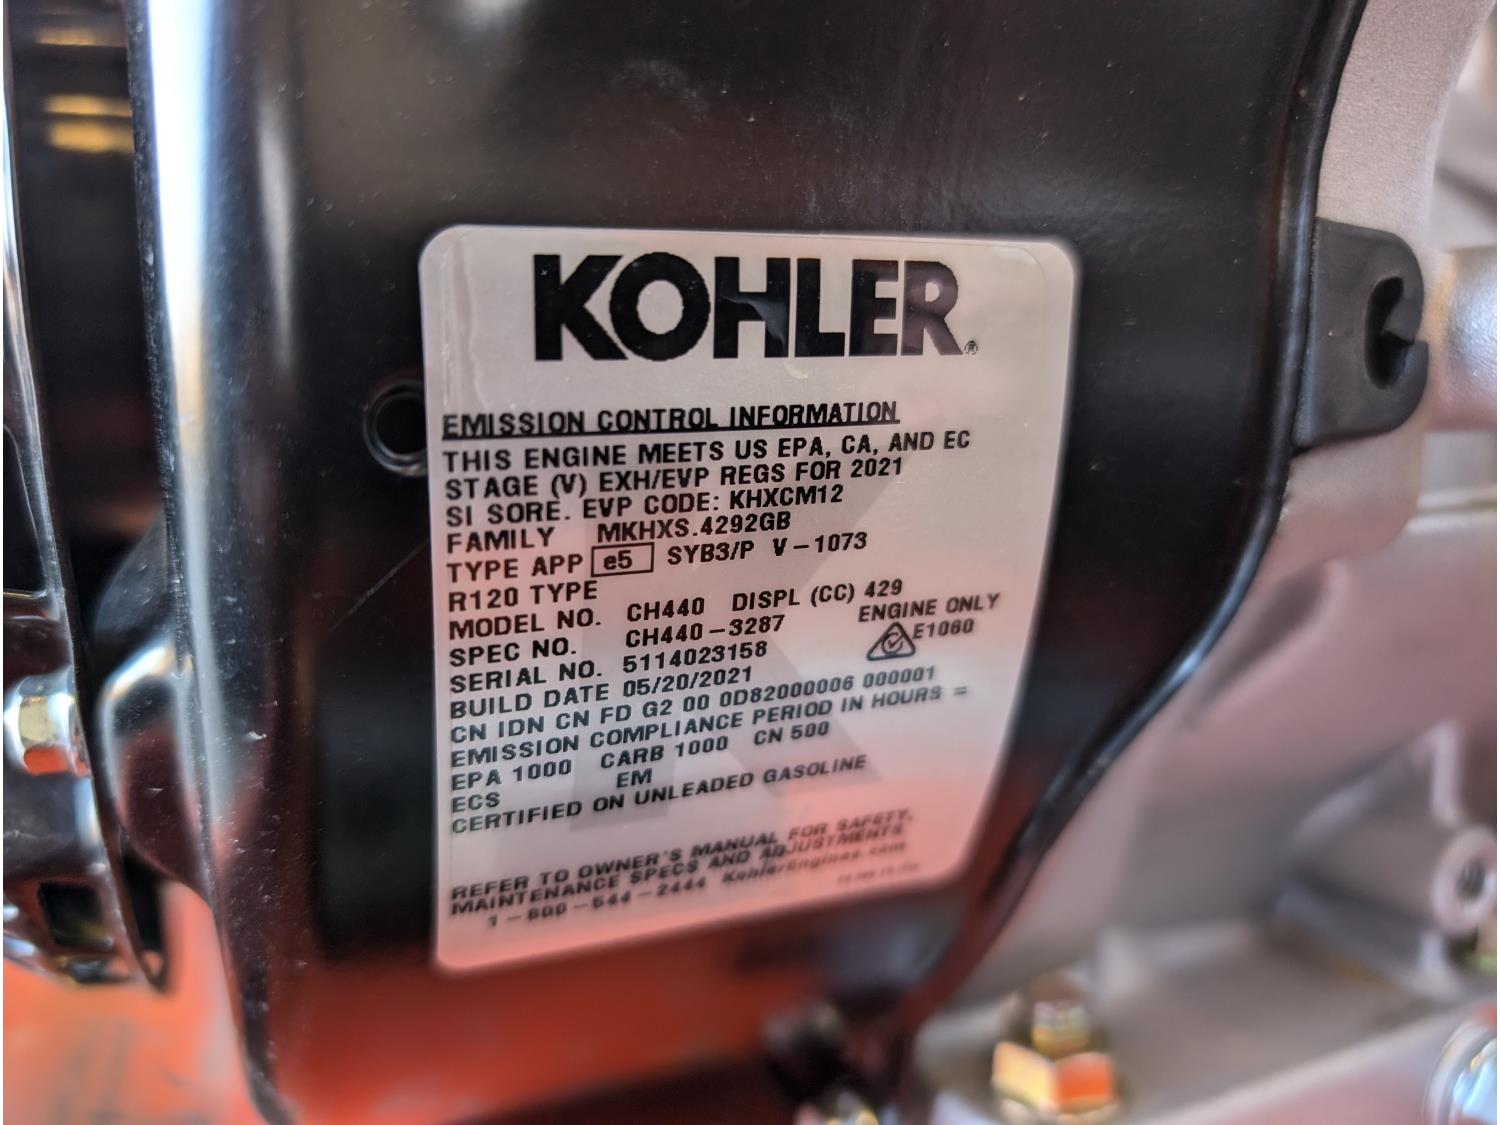 KOHLER®
EMISSION CONTROL INFORMATION
THIS ENGINE MEETS US EPA, CA, AND EC
STAGE (V) EXH/EVP REGS FOR 2021
SI SORE. EVP CODE: KHXCM12
FAMILY MKHXS.4292GB
TYPE APP e5 SYB3/P V-1073
R120 TYPE
MODEL NO. CH440 DISPL (CC) 429
SPEC NO. CH440-3287 ENGINE ONLY
SERIAL NO. 5114023158 E1060
BUILD DATE 05/20/2021
CN IDN CN FD G2 00 0D82000006 000001
EMISSION COMPLIANCE PERIOD IN HOURS =
EPA 1000 CARB 1000 CN 500
ECS EM
CERTIFIED ON UNLEADED GASOLINE
REFER TO OWNER'S MANUAL FOR SAFETY,
MAINTENANCE SPECS AND ADJUSTMENTS
1-800-544-2444 KohlerEngines.com